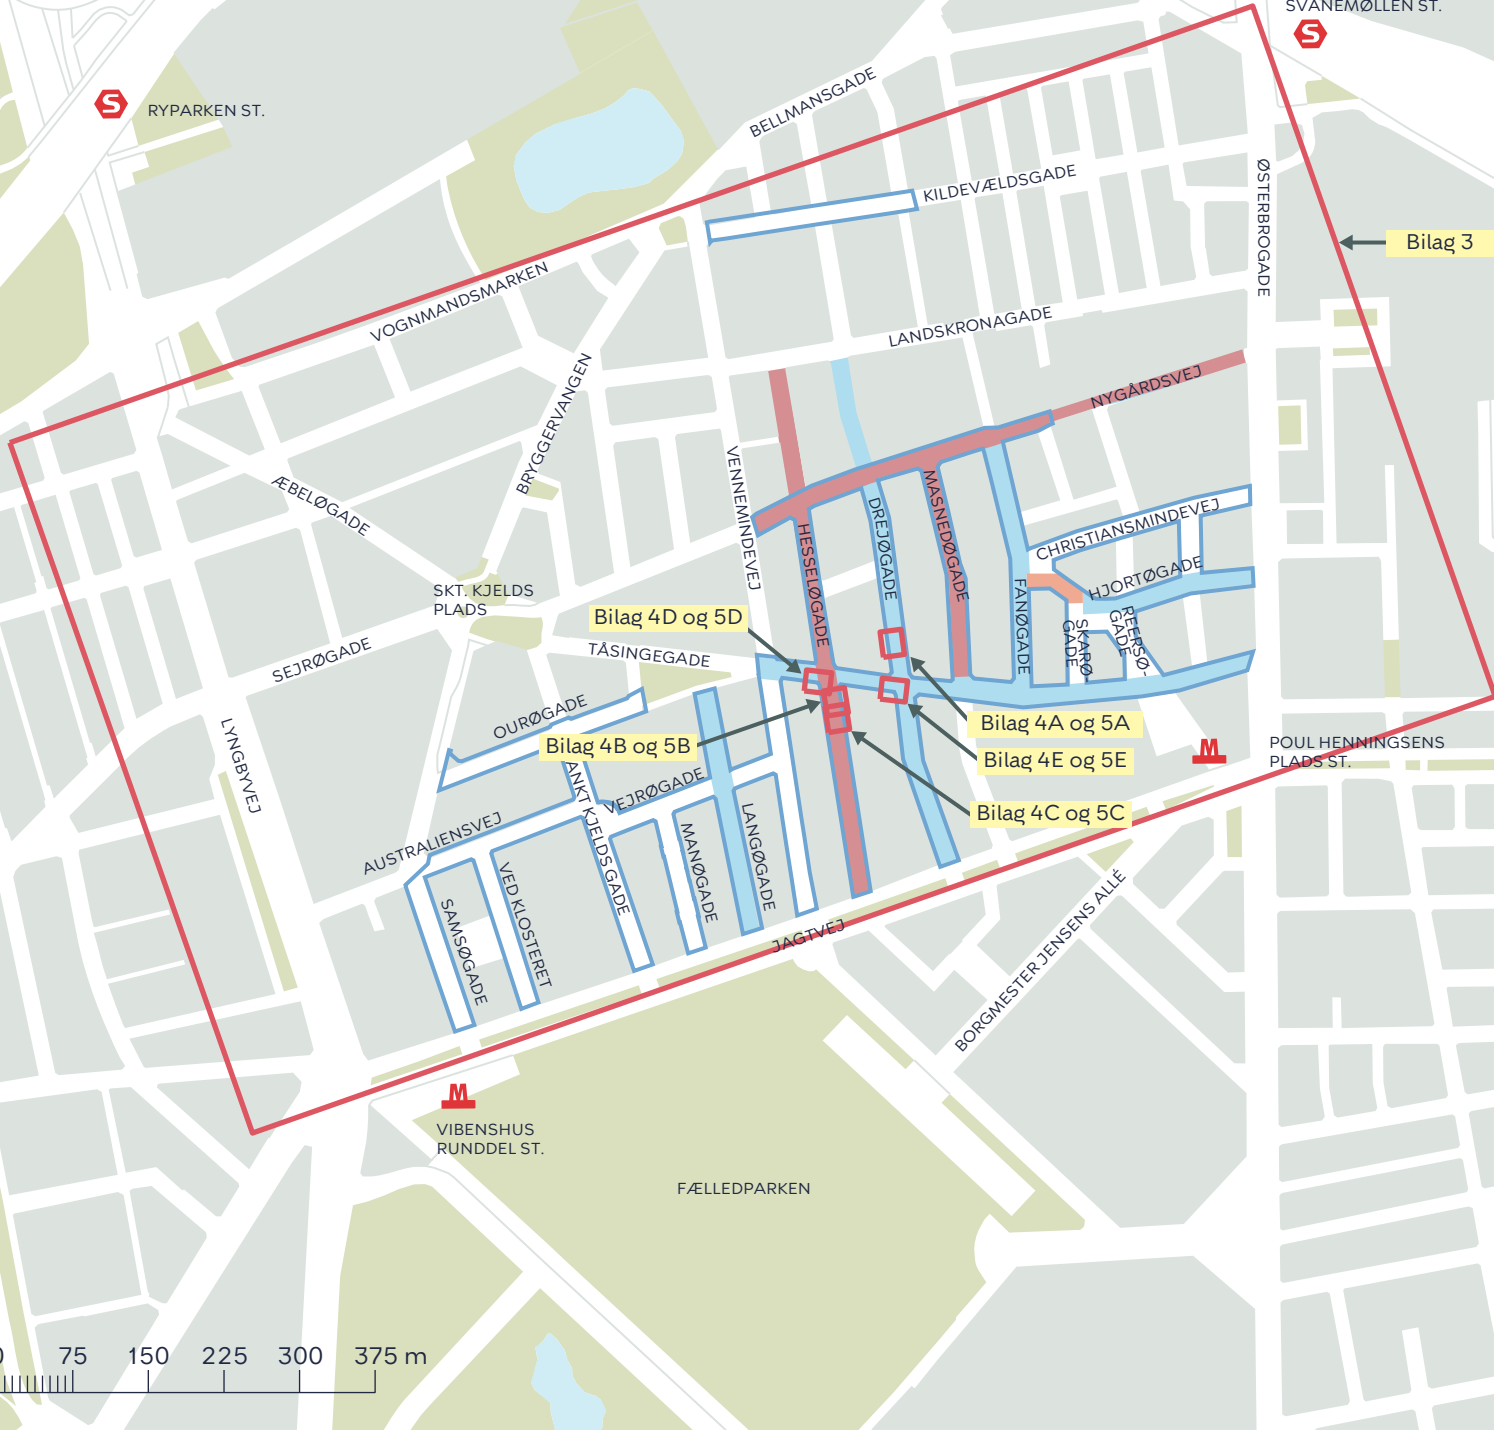 SVANEMØLLEN ST.
S
S
RYPARKEN ST.
BELLMANSGADE
KILDEVÆLDSGADE
ØSTERBROGADE
Bilag 3
VOGNMANDSMARKEN
LANDSKRONAGADE
BRYGGERVANGEN
NYGÅRDSVEJ
ÆBELØGADE
VENNEMINDEVEJ
MASNEDØGADE
DREJØGADE
HESSELØGADE
CHRISTIANSMINDEVEJ
HJORTØGADE
FANØGADE
SKARØ-
GADE
REERSØ-
GADE
SKT. KJELDS
PLADS
Bilag 4D og 5D
TÅSINGEGADE
SEJRØGADE
OURØGADE
Bilag 4B og 5B
Bilag 4A og 5A
Bilag 4E og 5E
Bilag 4C og 5C
M
POUL HENNINGSENS
PLADS ST.
LYNGBYVEJ
ANKT KJELDS GADE
VEJRØGADE
AUSTRALIENSVEJ
LANGØGADE
MANØGADE
VED KLOSTERET
SAMSØGADE
JAGTVEJ
BORGMESTER JENSENS ALLÉ
M
VIBENSHUS
RUNDDEL ST.
FÆLLEDPARKEN
0 75 150 225 300 375 m